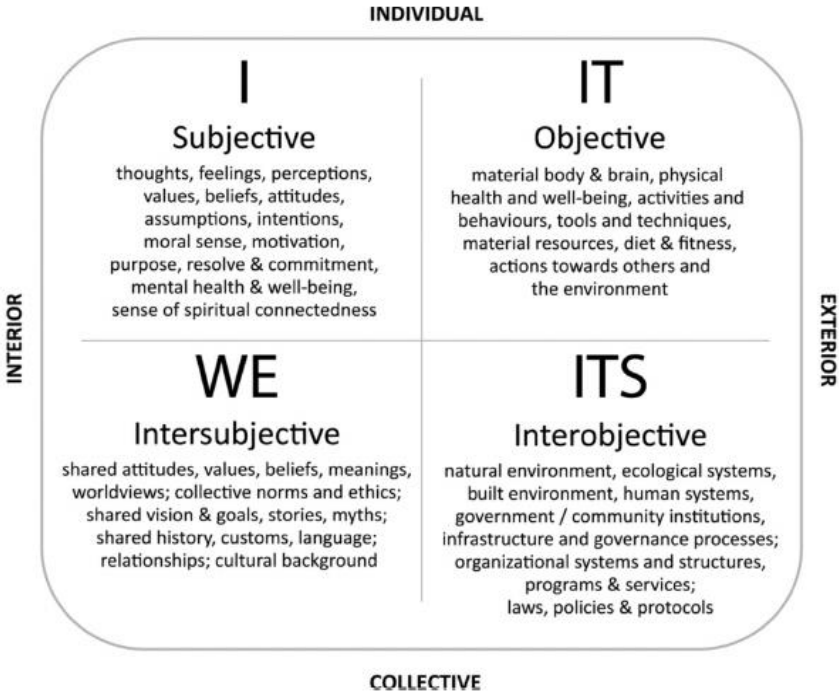 INDIVIDUAL
I
Subjective
thoughts, feelings, perceptions,
values, beliefs, attitudes,
assumptions, intentions,
moral sense, motivation,
purpose, resolve & commitment,
mental health & well-being,
sense of spiritual connectedness
IT
Objective
material body & brain, physical
health and well-being, activities and
behaviours, tools and techniques,
material resources, diet & fitness,
actions towards others and
the environment
INTERIOR
EXTERIOR
WE
Intersubjective
shared attitudes, values, beliefs, meanings,
worldviews; collective norms and ethics;
shared vision & goals, stories, myths;
shared history, customs, language;
relationships; cultural background
ITS
Interobjective
natural environment, ecological systems,
built environment, human systems,
government / community institutions,
infrastructure and governance processes;
organizational systems and structures,
programs & services;
laws, policies & protocols
COLLECTIVE